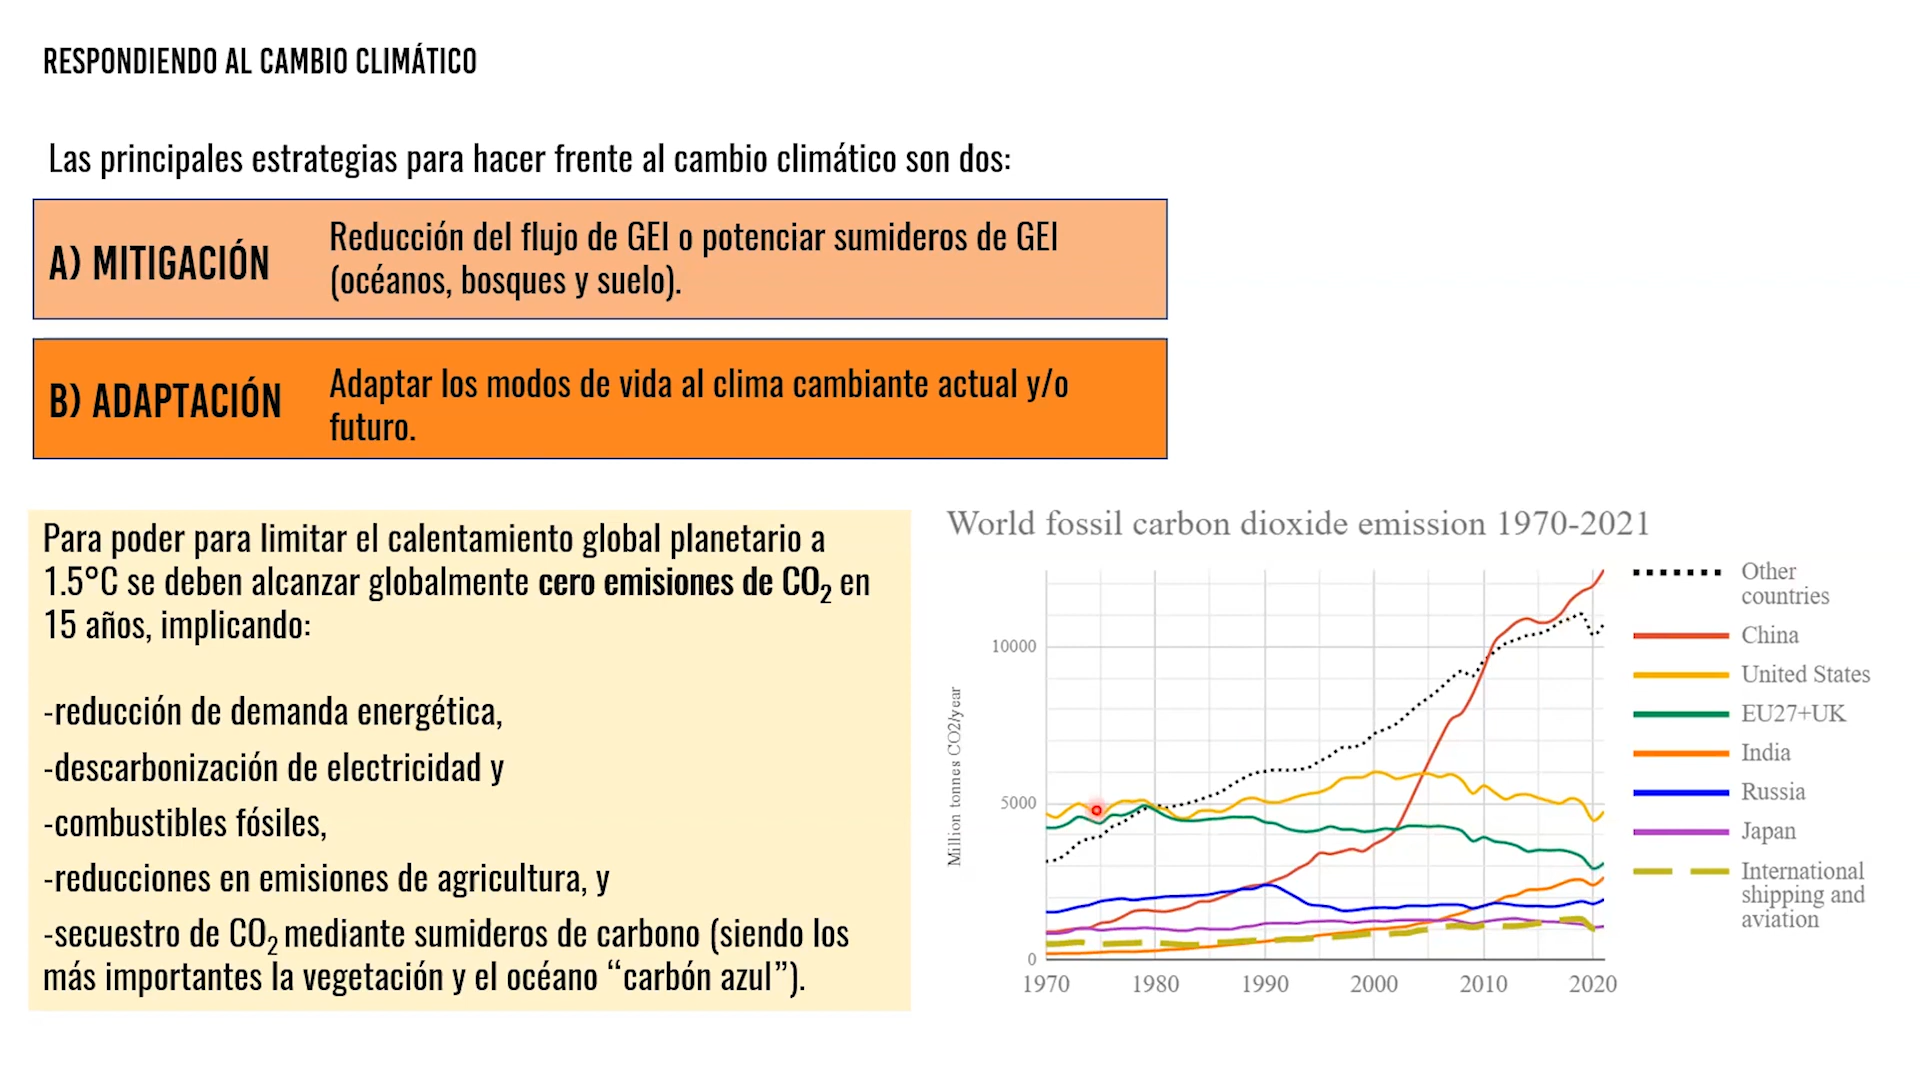 RESPONDIENDO AL CAMBIO CLIMÁTICO
Las principales estrategias para hacer frente al cambio climático son dos:
A) MITIGACIÓN
Reducción del flujo de GEI o potenciar sumideros de GEI
(océanos, bosques y suelo).
B) ADAPTACIÓN
Adaptar los modos de vida al clima cambiante actual y/o
futuro.
Para poder para limitar el calentamiento global planetario a
1.5°C se deben alcanzar globalmente cero emisiones de CO₂ en
15 años, implicando:
-reducción de demanda energética,
-descarbonización de electricidad y
-combustibles fósiles,
-reducciones en emisiones de agricultura, y
-secuestro de CO₂ mediante sumideros de carbono (siendo los
más importantes la vegetación y el océano “carbón azul”).
World fossil carbon dioxide emission 1970-2021
Million tonnes CO2/year
10000
5000
0
1970
1980
1990
2000
2010
2020
Other
countries
China
United States
EU27+UK
India
Russia
Japan
International
shipping and
aviation